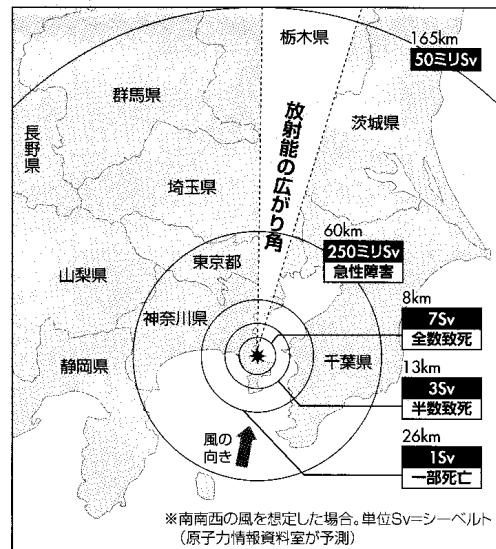 栃木県
165km
50ミリSv
群馬県
茨城県
長野県
放射能の広がり角
埼玉県
60km
250ミリSv
急性障害
東京都
山梨県
8km
7Sv
全数致死
神奈川県
千葉県
静岡県
13km
3Sv
半数致死
風の
向き
26km
1Sv
一部死亡
※南南西の風を想定した場合。単位Sv=シーベルト
（原子力情報資料室が予測）